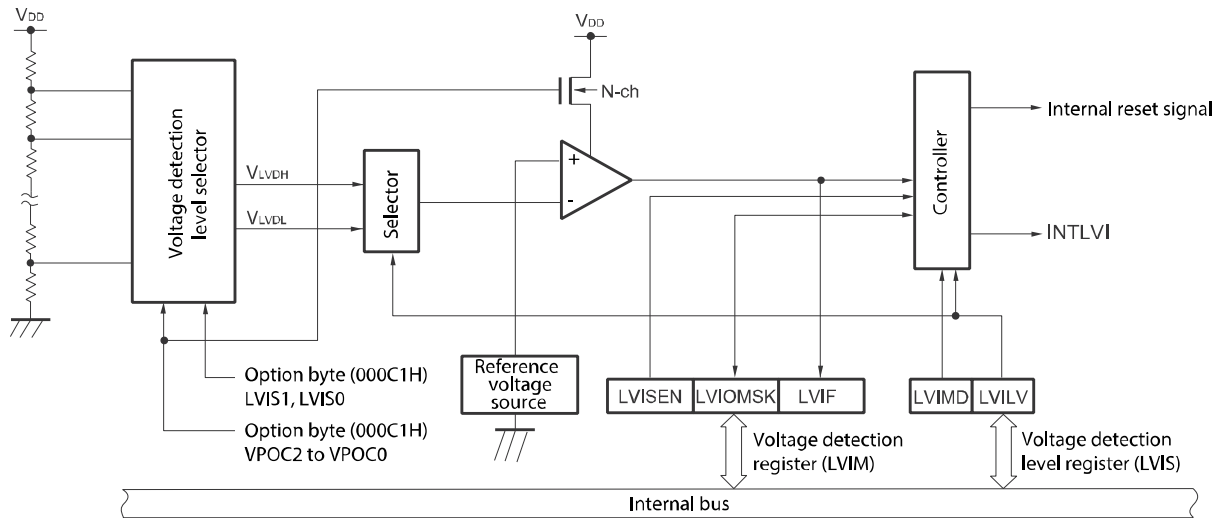 VDD
VDD
N-ch
Voltage detection
level selector
VLVDH
VLVDL
Selector
+
-
Controller
Internal reset signal
INTLVI
Option byte (000C1H)
LVIS1, LVIS0
Option byte (000C1H)
VPOC2 to VPOC0
Reference
voltage
source
LVISEN
LVIOMSK
LVIF
LVIMD
LVILV
Voltage detection
register (LVIM)
Voltage detection
level register (LVIS)
Internal bus